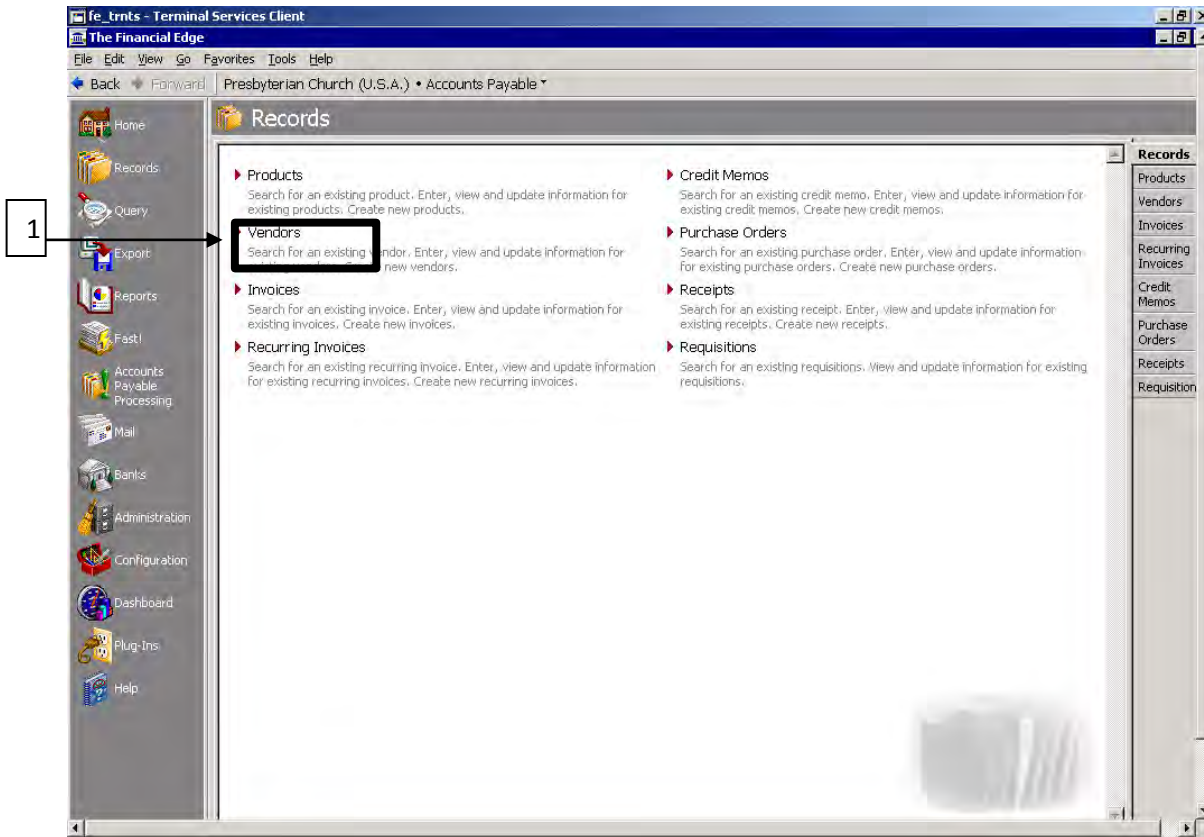 fe_trnts - Terminal Services Client
The Financial Edge
File Edit View Go Favorites Tools Help
Back Forward Presbyterian Church (U.S.A.) • Accounts Payable
Home
Records
Query
Export
Reports
Fast!
Accounts
Payable
Processing
Mail
Banks
Administration
Configuration
Dashboard
Plug-Ins
Help
1
Records
Products
Search for an existing product. Enter, view and update information for
existing products. Create new products.
Vendors
Search for an existing vendor. Enter, view and update information for
new vendors.
Invoices
Search for an existing invoice. Enter, view and update information for
existing invoices. Create new invoices.
Recurring Invoices
Search for an existing recurring invoice. Enter, view and update information
for existing recurring invoices. Create new recurring invoices.
Credit Memos
Search for an existing credit memo. Enter, view and update information for
existing credit memos. Create new credit memos.
Purchase Orders
Search for an existing purchase order. Enter, view and update information
for existing purchase orders. Create new purchase orders.
Receipts
Search for an existing receipt. Enter, view and update information for
existing receipts. Create new receipts.
Requisitions
Search for an existing requisitions. View and update information for existing
requisitions.
Records
Products
Vendors
Invoices
Recurring
Invoices
Credit
Memos
Purchase
Orders
Receipts
Requisition